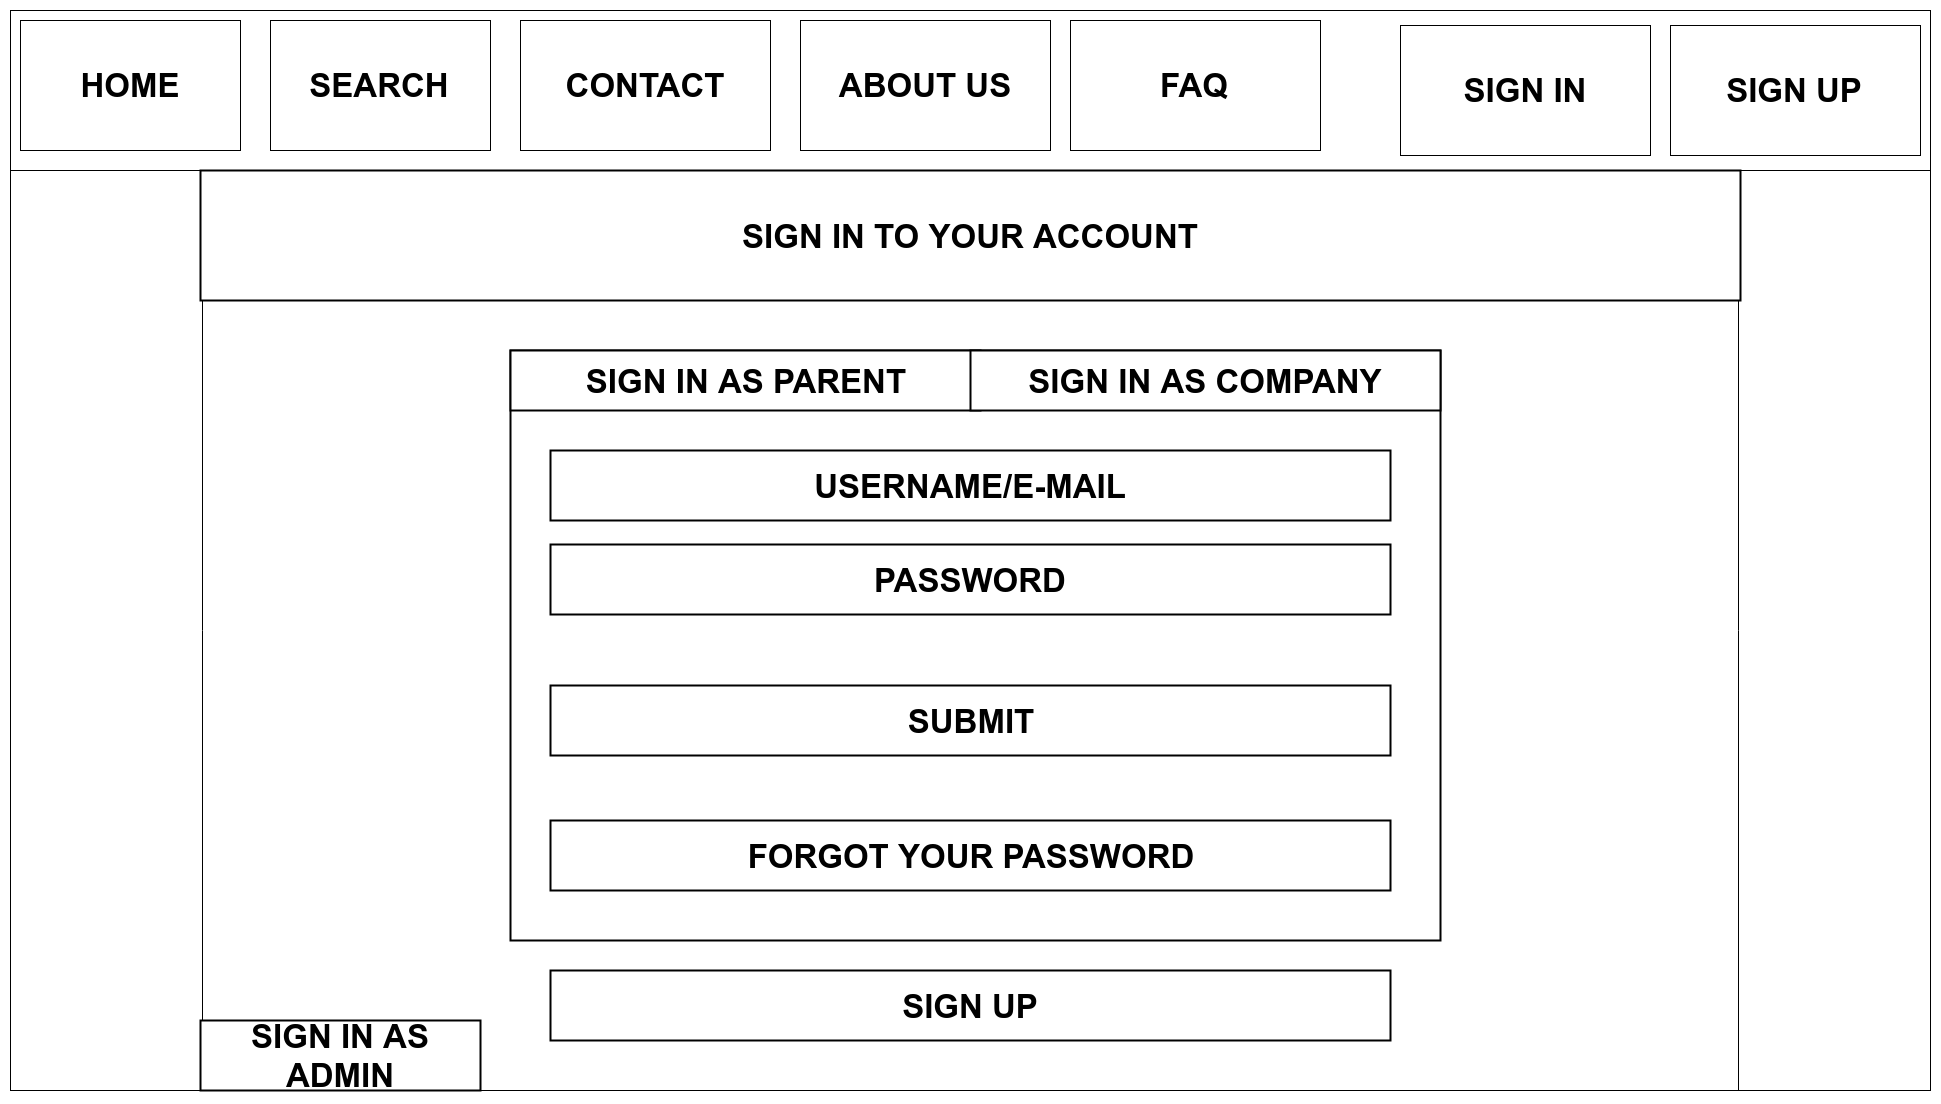 HOME
SEARCH
CONTACT
ABOUT US
FAQ
SIGN IN
SIGN UP
SIGN IN TO YOUR ACCOUNT
SIGN IN AS PARENT
SIGN IN AS COMPANY
USERNAME/E-MAIL
PASSWORD
SUBMIT
FORGOT YOUR PASSWORD
SIGN UP
SIGN IN AS
ADMIN